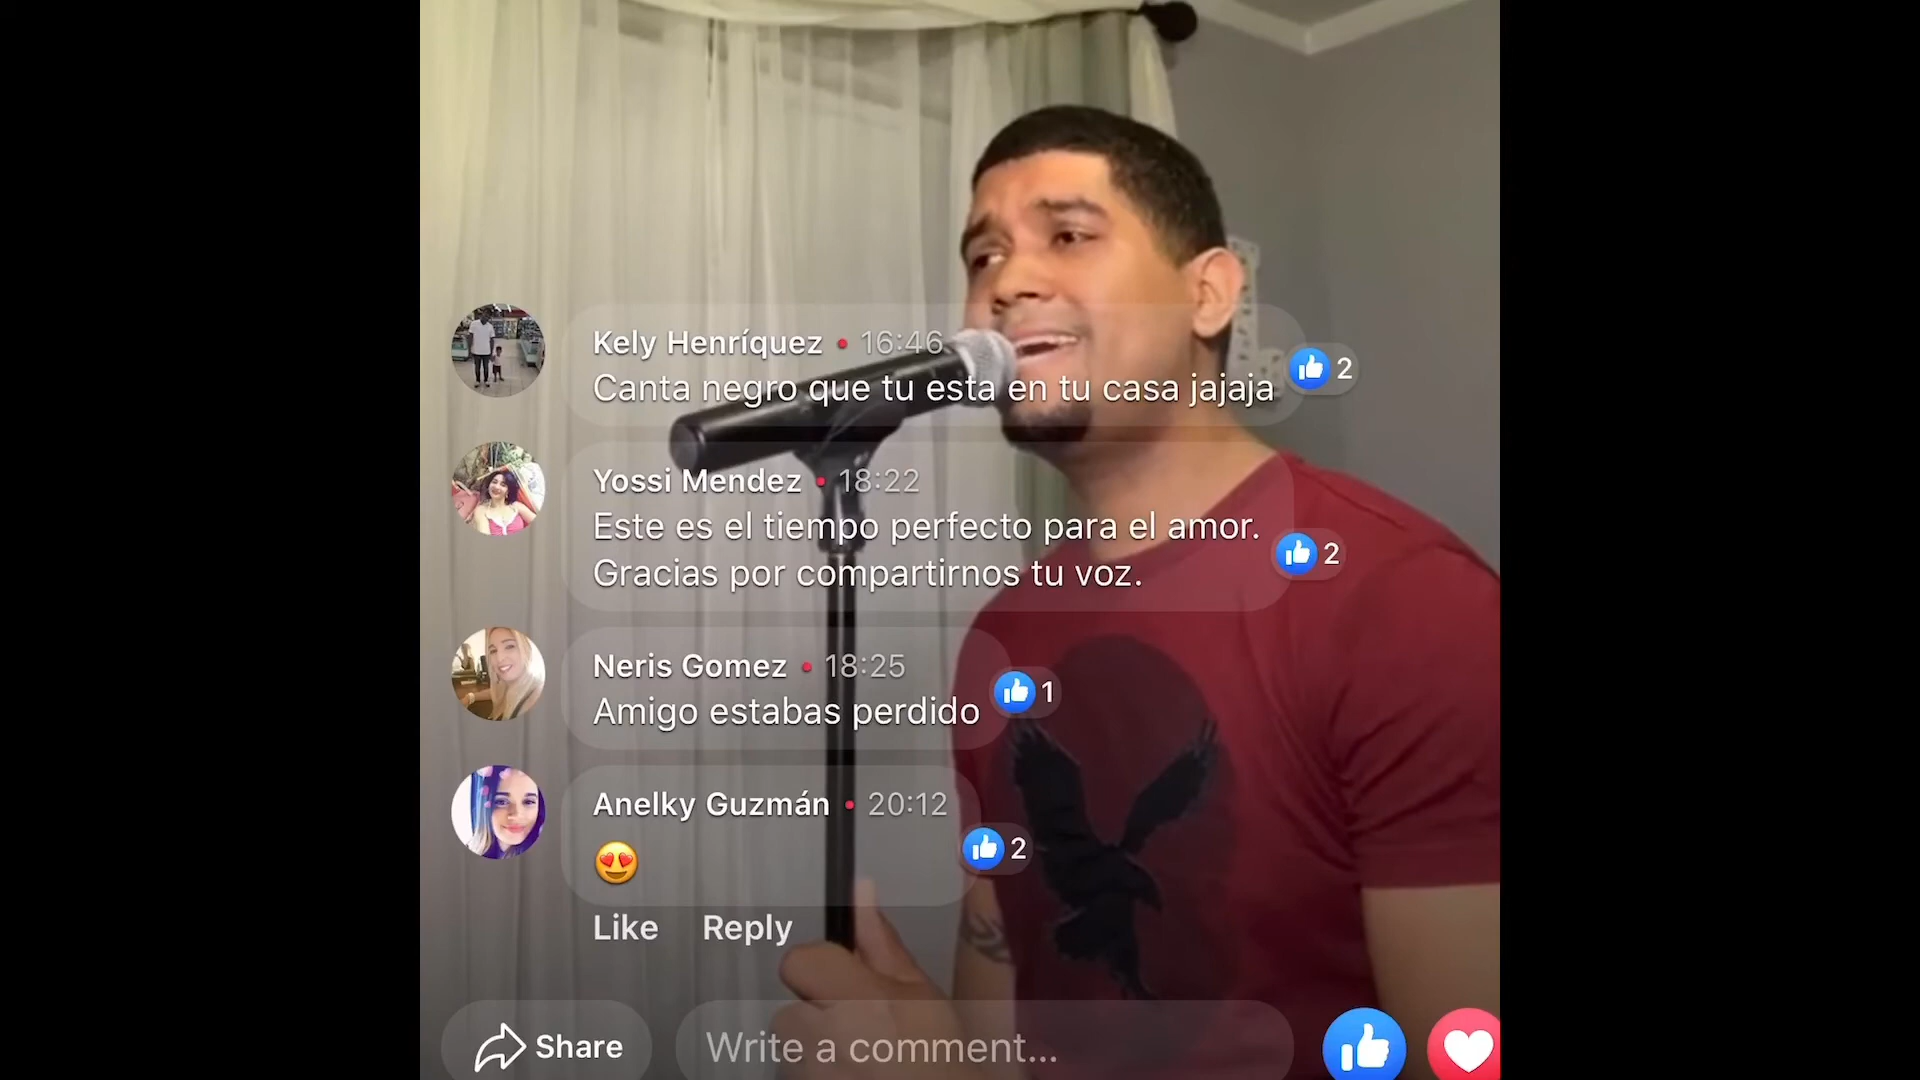 Kely Henríquez • 16:46
Canta negro que tu esta en tu casa jajaja
2
Yossi Mendez • 18:22
Este es el tiempo perfecto para el amor.
Gracias por compartirnos tu voz.
2
Neris Gomez • 18:25
Amigo estabas perdido
1
Anelky Guzmán • 20:12
😍
2
Like Reply
Share Write a comment...